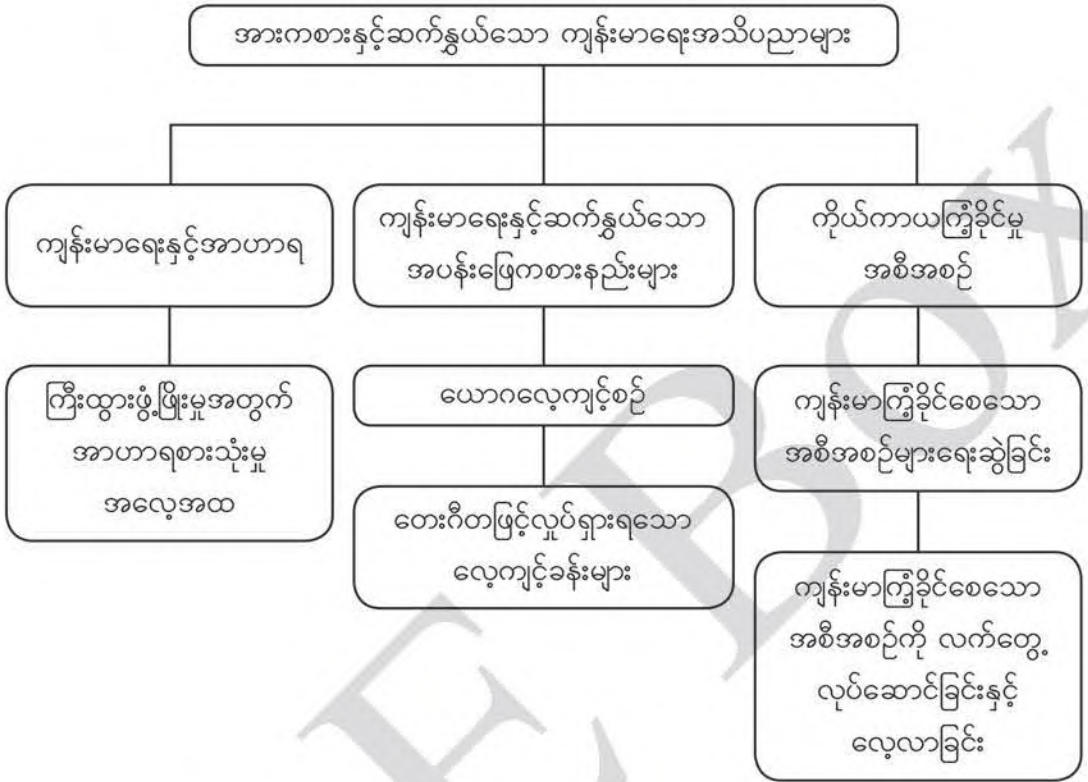 အားကစားနှင့်ဆက်နွှယ်သော ကျန်းမာရေးအသိပညာများ
ကျန်းမာရေးနှင့်အာဟာရ
ကြီးထွားဖွံ့ဖြိုးမှုအတွက်
အာဟာရစားသုံးမှု
အလေ့အထ
ကျန်းမာရေးနှင့်ဆက်နွှယ်သော
အပန်းဖြေကစားနည်းများ
ယောဂလေ့ကျင့်စဉ်
တေးဂီတဖြင့်လှုပ်ရှားရသော
လေ့ကျင့်ခန်းများ
ကိုယ်ကာယကြံ့ခိုင်မှု
အစီအစဉ်
ကျန်းမာကြံ့ခိုင်စေသော
အစီအစဉ်များရေးဆွဲခြင်း
ကျန်းမာကြံ့ခိုင်စေသော
အစီအစဉ်ကို လက်တွေ့
လုပ်ဆောင်ခြင်းနှင့်
လေ့လာခြင်း
E BOX